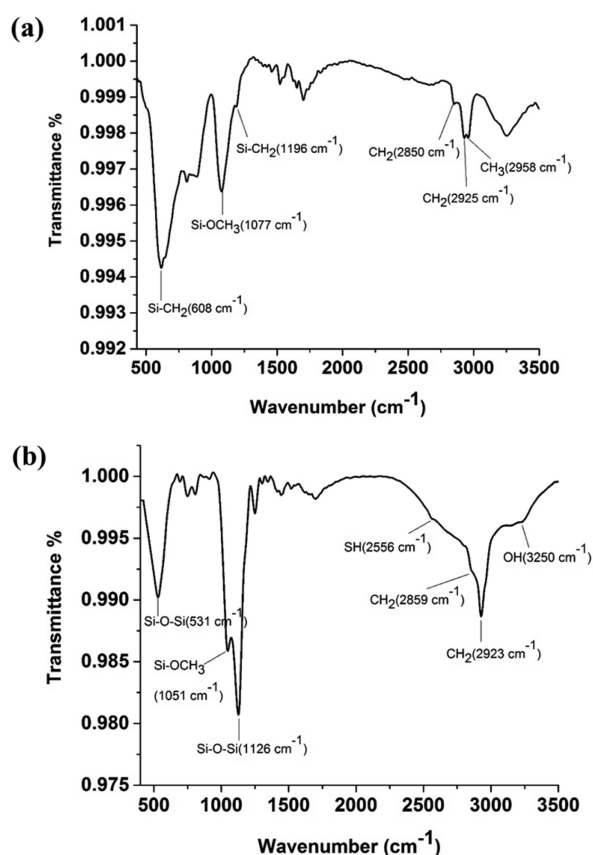 (a)
1.001
1.000
0.999
0.998
0.997
0.996
0.995
0.994
0.993
0.992
Transmittance %
Si-CH2(1196 cm-1)
CH2(2850 cm-1)
CH3(2958 cm-1)
CH2(2925 cm-1)
Si-OCH3(1077 cm-1)
Si-CH2(608 cm-1)
500 1000 1500 2000 2500 3000 3500
Wavenumber (cm-1)
(b)
1.000
0.995
0.990
0.985
0.980
0.975
Transmittance %
SH(2556 cm-1)
OH(3250 cm-1)
CH2(2859 cm-1)
Si-O-Si(531 cm-1)
CH2(2923 cm-1)
Si-OCH3
(1051 cm-1)
Si-O-Si(1126 cm-1)
500 1000 1500 2000 2500 3000 3500
Wavenumber (cm-1)